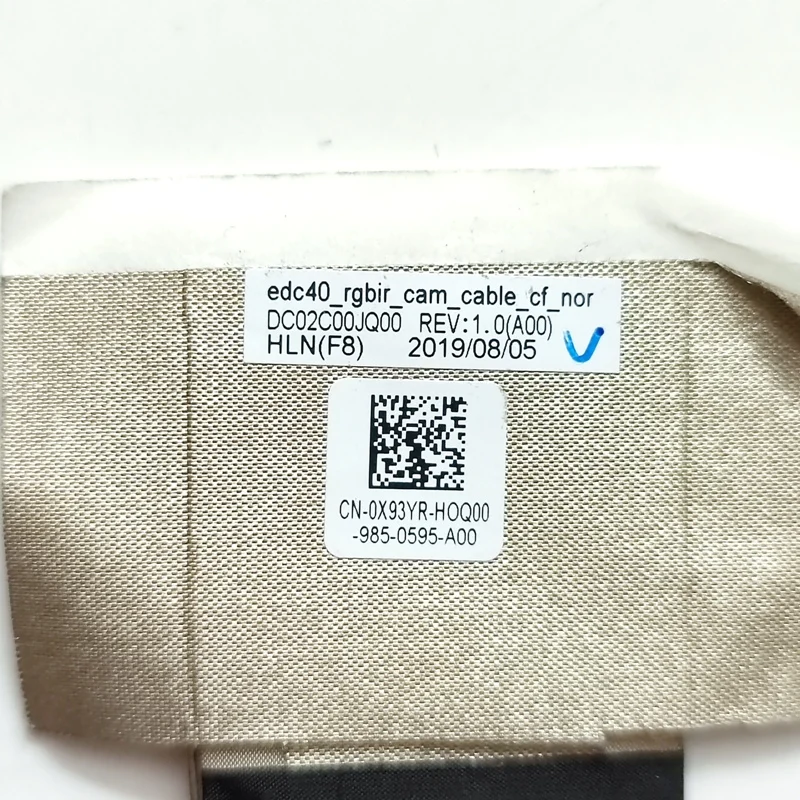 edc40_rgbir_cam_cable_cf_nor
DC02C00JQ00 REV:1.0(A00)
HLN(F8) 2019/08/05
CN-0X93YR-HOQ00
-985-0595-A00